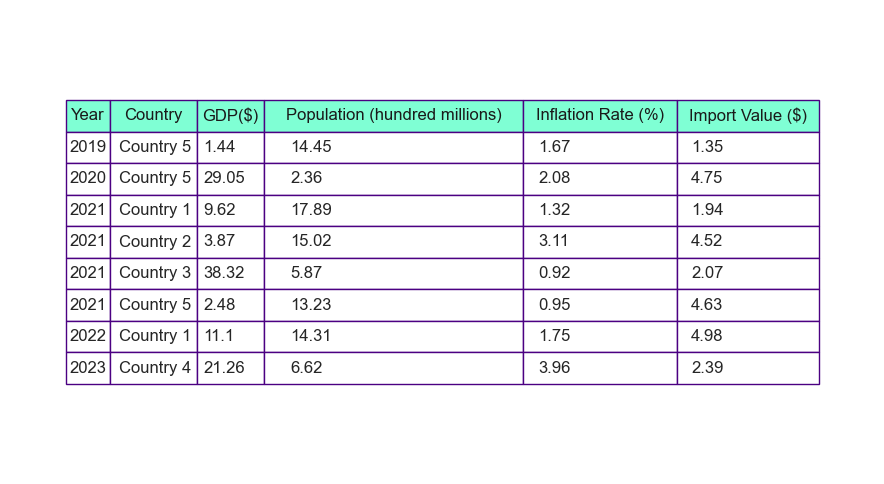 Year Country GDP($) Population (hundred millions) Inflation Rate (%) Import Value ($)
2019 Country 5 1.44 14.45 1.67 1.35
2020 Country 5 29.05 2.36 2.08 4.75
2021 Country 1 9.62 17.89 1.32 1.94
2021 Country 2 3.87 15.02 3.11 4.52
2021 Country 3 38.32 5.87 0.92 2.07
2021 Country 5 2.48 13.23 0.95 4.63
2022 Country 1 11.1 14.31 1.75 4.98
2023 Country 4 21.26 6.62 3.96 2.39